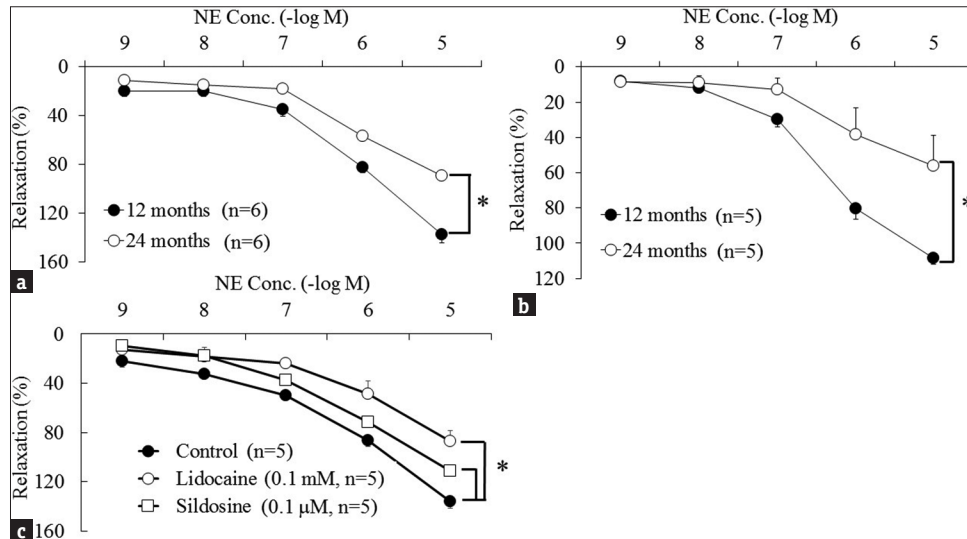 NE Conc. (-log M)
9 8 7 6 5
0
40
80
120
160
Relaxation (%)
12 months (n=6)
24 months (n=6)
*
a
NE Conc. (-log M)
9 8 7 6 5
0
20
40
60
80
100
120
Relaxation (%)
12 months (n=5)
24 months (n=5)
*
b
NE Conc. (-log M)
9 8 7 6 5
0
40
80
120
160
Relaxation (%)
Control (n=5)
Lidocaine (0.1 mM, n=5)
Sildosine (0.1 µM, n=5)
*
c